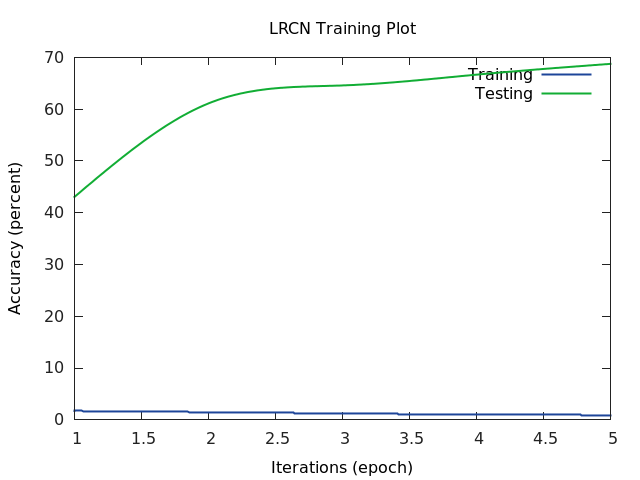 LRCN Training Plot
70
60
50
40
30
20
10
0
Accuracy (percent)
Training
Testing
1 1.5 2 2.5 3 3.5 4 4.5 5
Iterations (epoch)